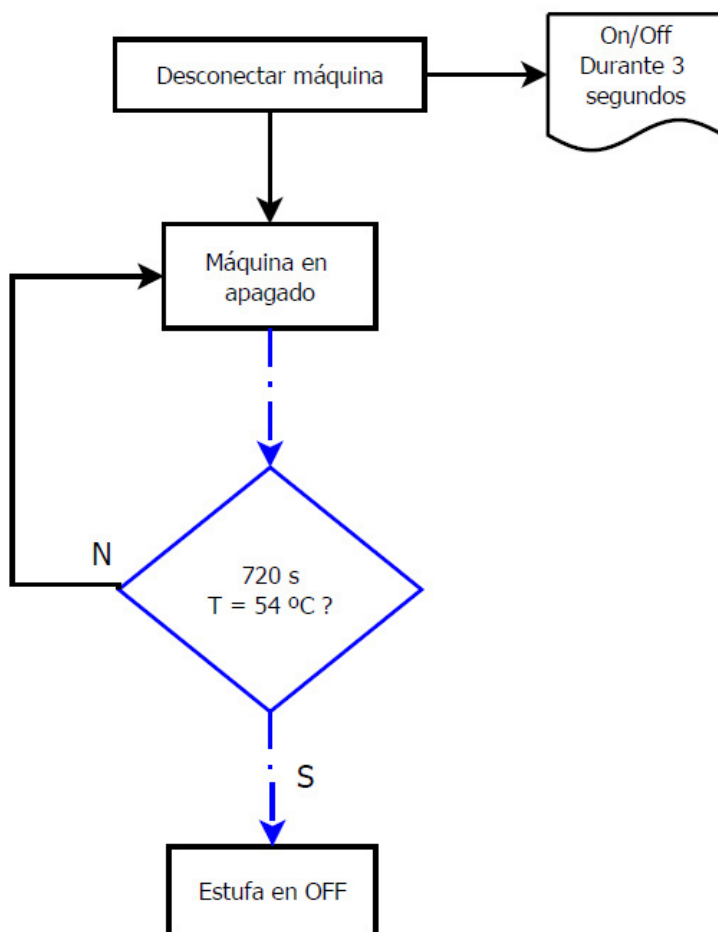 Desconectar máquina
On/Off
Durante 3
segundos
Máquina en
apagado
N
720 s
T = 54 ºC ?
S
Estufa en OFF